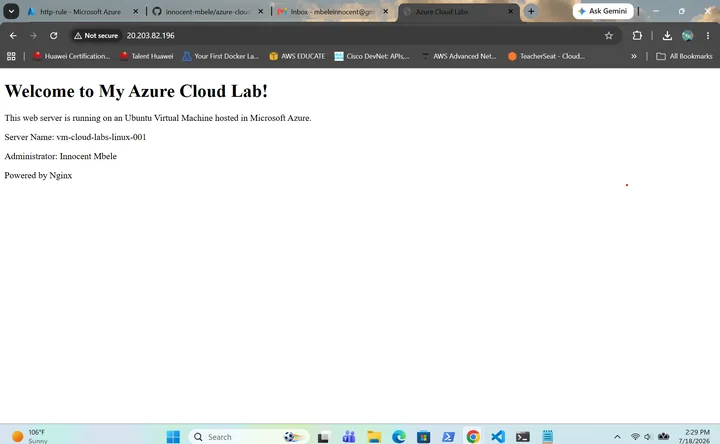 http-rule - Microsoft Azure
innocent-mbele/azure-cloud
Inbox - mbeleinnocent@gm
Azure Cloud Labs
Ask Gemini
Not secure
20.203.82.196
Huawei Certification...
Talent Huawei
Your First Docker La...
AWS EDUCATE
Cisco DevNet: APIs,...
AWS Advanced Net...
TeacherSeat - Cloud...
All Bookmarks
Welcome to My Azure Cloud Lab!
This web server is running on an Ubuntu Virtual Machine hosted in Microsoft Azure.
Server Name: vm-cloud-labs-linux-001
Administrator: Innocent Mbele
Powered by Nginx
106°F
Sunny
Search
2:29 PM
7/18/2026